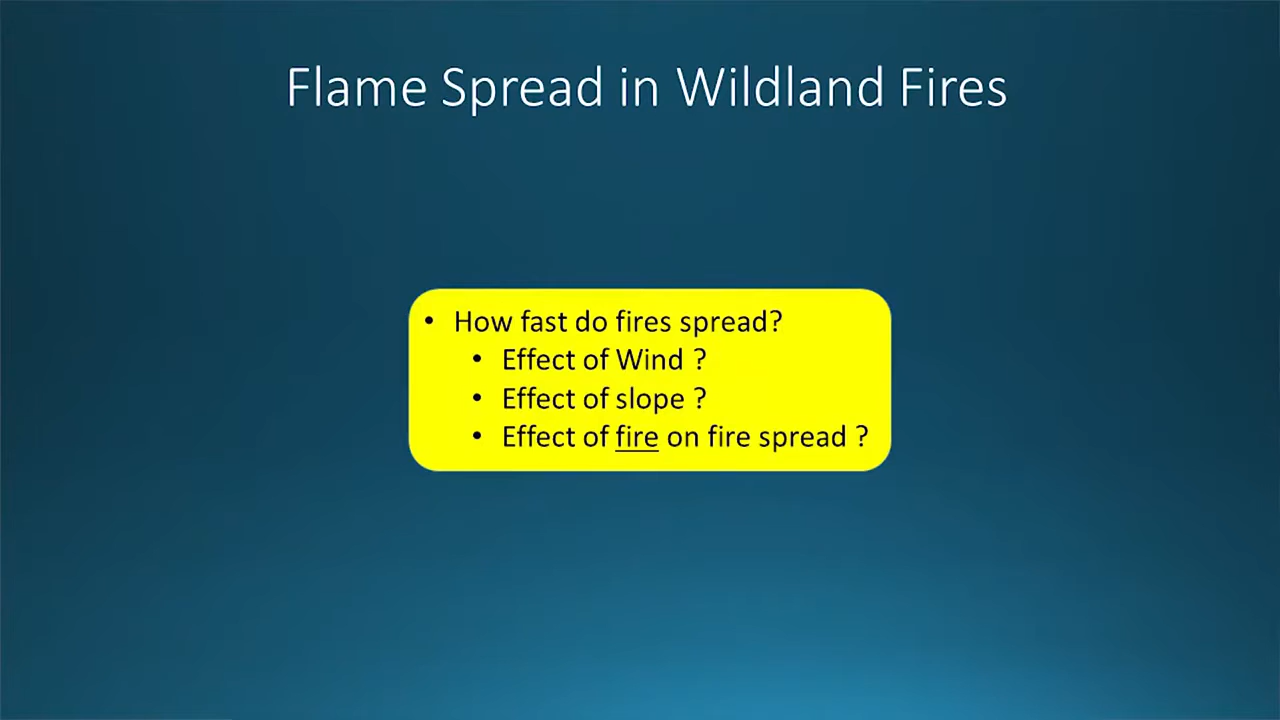 Flame Spread in Wildland Fires
• How fast do fires spread?
• Effect of Wind ?
• Effect of slope ?
• Effect of fire on fire spread ?